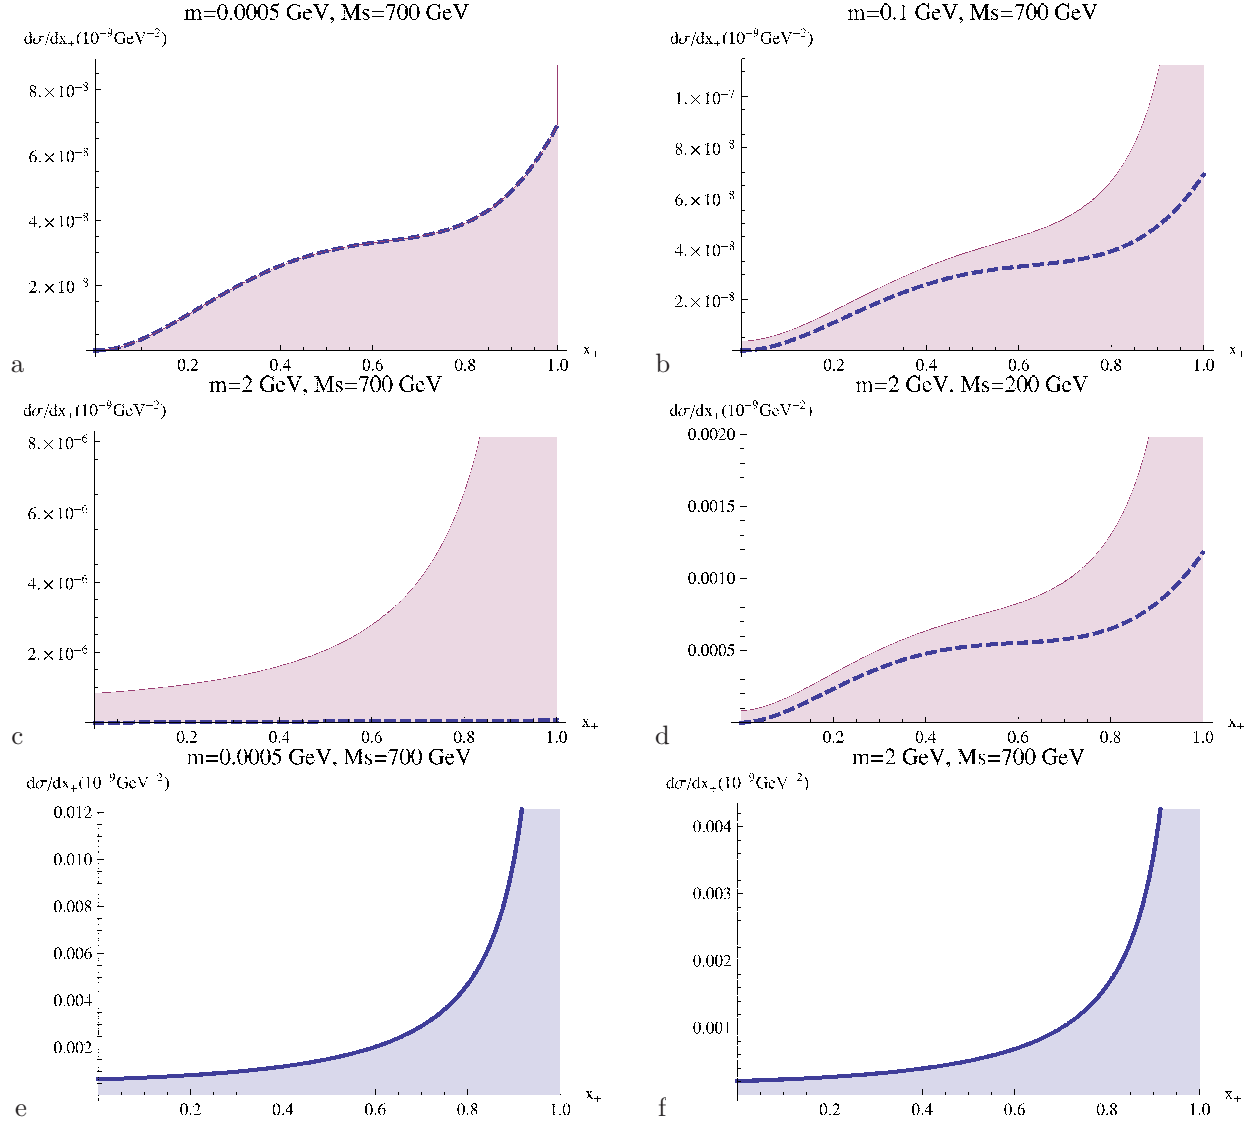 m=0.0005 GeV, Ms=700 GeV
dσ/dx₊(10⁻⁹GeV⁻²)
8.×10⁻⁸
6.×10⁻⁸
4.×10⁻⁸
2.×10⁻⁸
0.2 0.4 0.6 0.8 1.0
x₊
a
m=0.1 GeV, Ms=700 GeV
dσ/dx₊(10⁻⁹GeV⁻²)
1.×10⁻⁷
8.×10⁻⁸
6.×10⁻⁸
4.×10⁻⁸
2.×10⁻⁸
0.2 0.4 0.6 0.8 1.0
x₊
b
m=2 GeV, Ms=700 GeV
dσ/dx₊(10⁻⁹GeV⁻²)
8.×10⁻⁶
6.×10⁻⁶
4.×10⁻⁶
2.×10⁻⁶
0.2 0.4 0.6 0.8 1.0
x₊
c
m=2 GeV, Ms=200 GeV
dσ/dx₊(10⁻⁹GeV⁻²)
0.0020
0.0015
0.0010
0.0005
0.2 0.4 0.6 0.8 1.0
x₊
d
m=0.0005 GeV, Ms=700 GeV
dσ/dx₊(10⁻⁹GeV⁻²)
0.012
0.010
0.008
0.006
0.004
0.002
0.2 0.4 0.6 0.8 1.0
x₊
e
m=2 GeV, Ms=700 GeV
dσ/dx₊(10⁻⁹GeV⁻²)
0.004
0.003
0.002
0.001
0.2 0.4 0.6 0.8 1.0
x₊
f